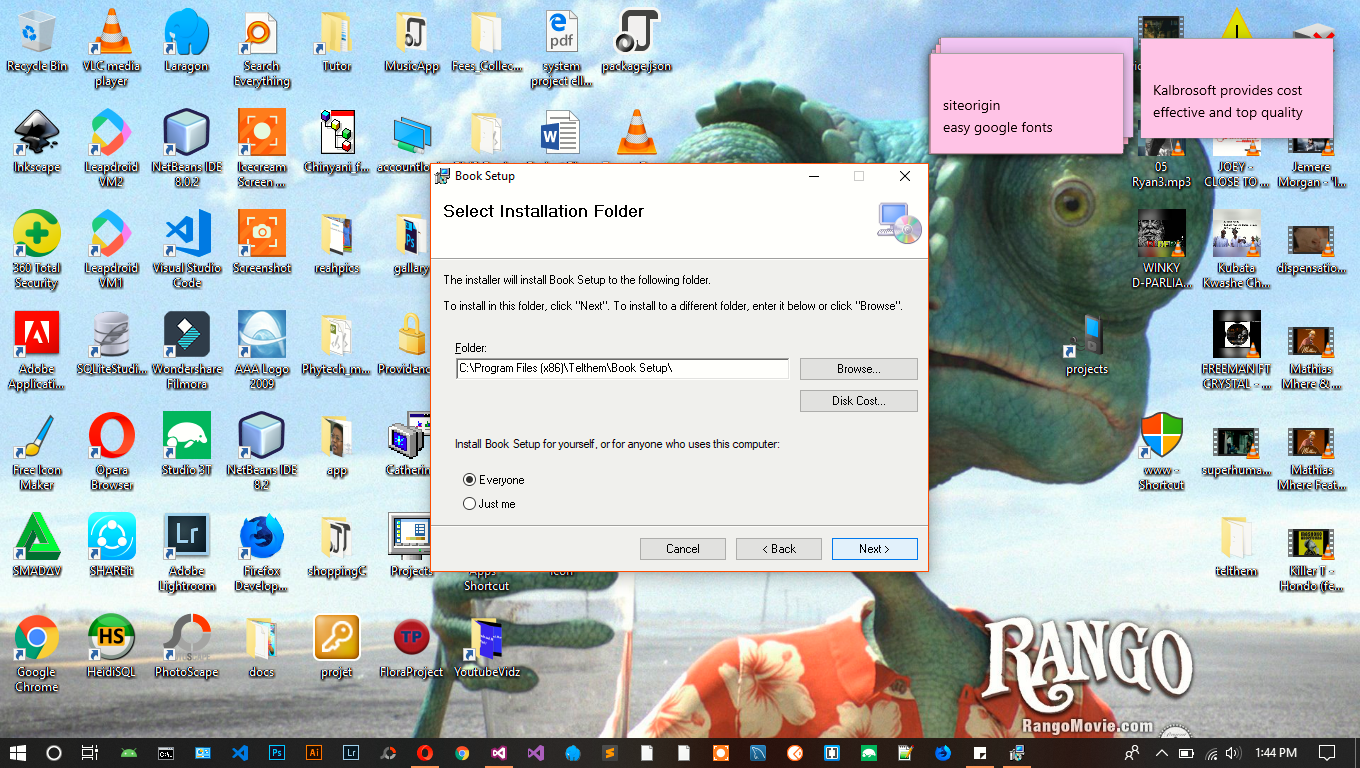 Recycle Bin
VLC media
player
Laragon
Search
Everything
Tutor
MusicApp
Fees_Collec...
system
project ell...
package.json
siteorigin
easy google fonts
Kalbrosoft provides cost
effective and top quality
Inkscape
Leapdroid
VM2
NetBeans IDE
8.0.2
Icecream
Screen ...
Chinyani_f...
05
Ryan3.mp3
JOEY -
CLOSE TO ...
Jemere
Morgan - 'I...
360 Total
Security
Leapdroid
VM1
Visual Studio
Code
Screenshot
reahpics
gallary
WINKY
D-PARLIA...
Kubata
Kwashe Ch...
dispensatio...
Adobe
Applicati...
SQLiteStudi...
Wondershare
Filmora
AAA Logo
2009
Phytech_m...
projects
FREEMAN FT
CRYSTAL - ...
Mathias
Mhere & ...
Free Icon
Maker
Opera
Browser
Studio 3T
NetBeans IDE
8.2
app
www -
Shortcut
superhuma...
Mathias
Mhere Feat...
SMADAV
SHAREit
Adobe
Lightroom
Firefox
Develop...
shoppingC
Projects
Apps
Shortcut
telthem
Killer T -
Hondo (fe...
Google
Chrome
HeidiSQL
PhotoScape
docs
projet
FloraProject
YoutubeVidz
Book Setup
Select Installation Folder
The installer will install Book Setup to the following folder.
To install in this folder, click "Next". To install to a different folder, enter it below or click "Browse".
Folder:
C:\Program Files (x86)\Telthem\Book Setup\
Browse...
Disk Cost...
Install Book Setup for yourself, or for anyone who uses this computer:
Everyone
Just me
Cancel
< Back
Next >
RANGO
RangoMovie.com
1:44 PM